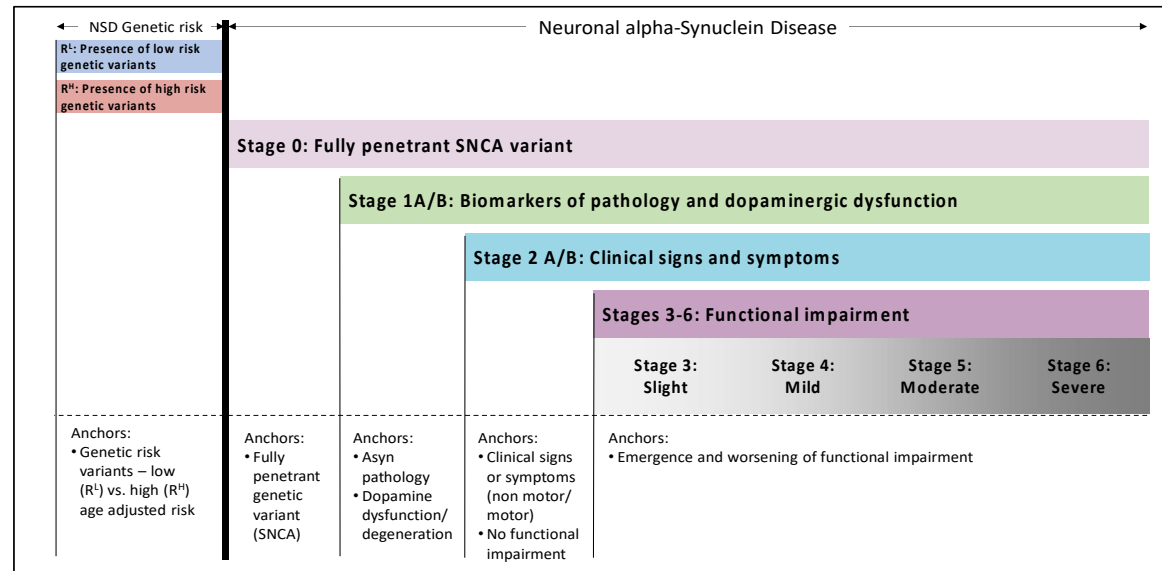 NSD Genetic risk
Neuronal alpha-Synuclein Disease
Rᴸ: Presence of low risk
genetic variants
Rᴴ: Presence of high risk
genetic variants
Stage 0: Fully penetrant SNCA variant
Stage 1A/B: Biomarkers of pathology and dopaminergic dysfunction
Stage 2 A/B: Clinical signs and symptoms
Stages 3-6: Functional impairment
Stage 3:
Slight
Stage 4:
Mild
Stage 5:
Moderate
Stage 6:
Severe
Anchors:
• Genetic risk
variants – low
(Rᴸ) vs. high (Rᴴ)
age adjusted risk
Anchors:
• Fully
penetrant
genetic
variant
(SNCA)
Anchors:
• Asyn
pathology
• Dopamine
dysfunction/
degeneration
Anchors:
• Clinical signs
or symptoms
(non motor/
motor)
• No functional
impairment
Anchors:
• Emergence and worsening of functional impairment